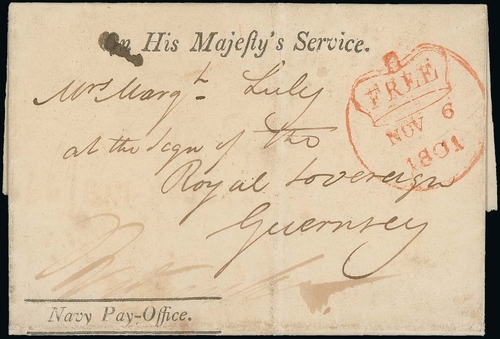 On His Majeſty's Service.
FREE
NOV 6
1801
Mrs Margt. Luly
at the sign of the
Royal Sovereign
Guernsey
Navy Pay-Office.